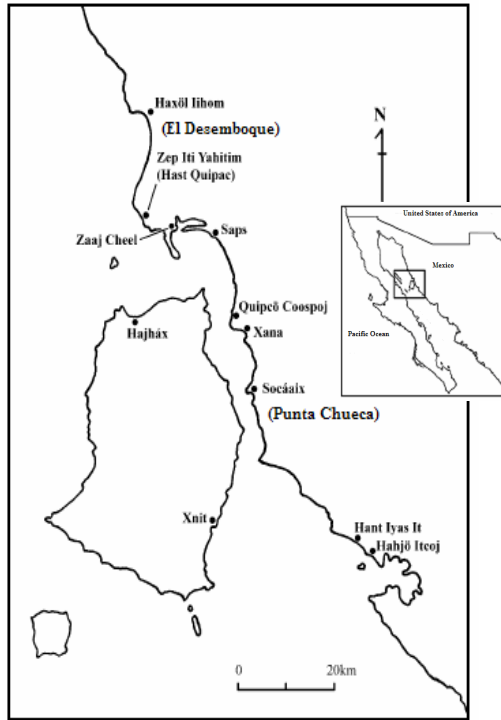 Haxöl Iihom
(El Desemboque)
N
Zep Iti Yahitim
(Hast Quipac)
Zaaj Cheel
Saps
United States of America
Mexico
Pacific Ocean
Quipcö Coospoj
Hajháx
Xana
Socáaix
(Punta Chueca)
Xnit
Hant Iyas It
Hahjö Itcoj
0
20km